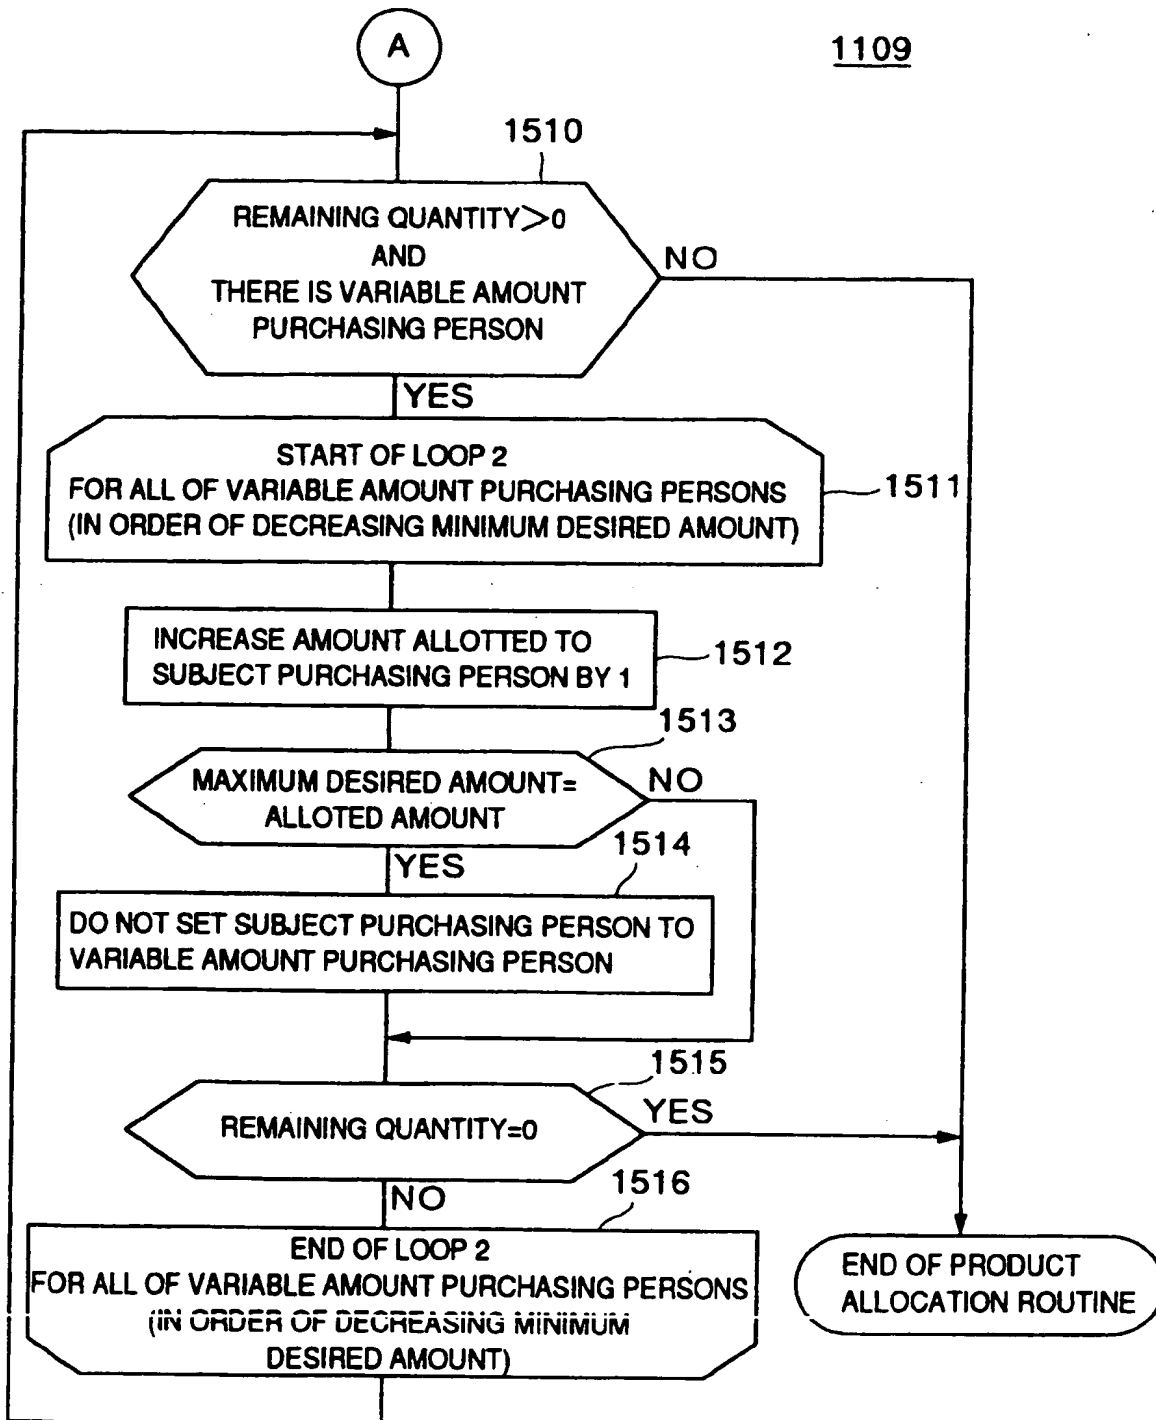 A
1109
1510
REMAINING QUANTITY>0
AND
THERE IS VARIABLE AMOUNT
PURCHASING PERSON
NO
YES
START OF LOOP 2
FOR ALL OF VARIABLE AMOUNT PURCHASING PERSONS
(IN ORDER OF DECREASING MINIMUM DESIRED AMOUNT)
1511
INCREASE AMOUNT ALLOTTED TO
SUBJECT PURCHASING PERSON BY 1
1512
1513
MAXIMUM DESIRED AMOUNT=
ALLOTED AMOUNT
NO
YES
1514
DO NOT SET SUBJECT PURCHASING PERSON TO
VARIABLE AMOUNT PURCHASING PERSON
1515
REMAINING QUANTITY=0
YES
NO
1516
END OF LOOP 2
FOR ALL OF VARIABLE AMOUNT PURCHASING PERSONS
(IN ORDER OF DECREASING MINIMUM
DESIRED AMOUNT)
END OF PRODUCT
ALLOCATION ROUTINE